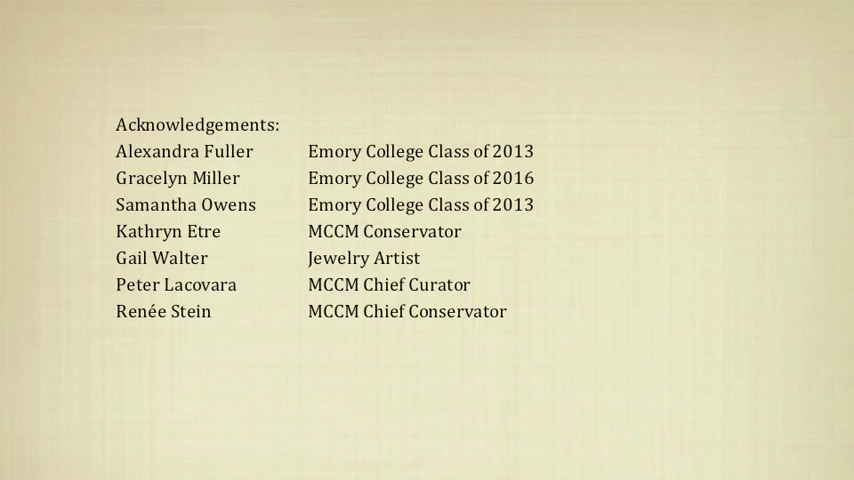 Acknowledgements:
Alexandra Fuller Emory College Class of 2013
Gracelyn Miller Emory College Class of 2016
Samantha Owens Emory College Class of 2013
Kathryn Etre MCCM Conservator
Gail Walter Jewelry Artist
Peter Lacovara MCCM Chief Curator
Renée Stein MCCM Chief Conservator